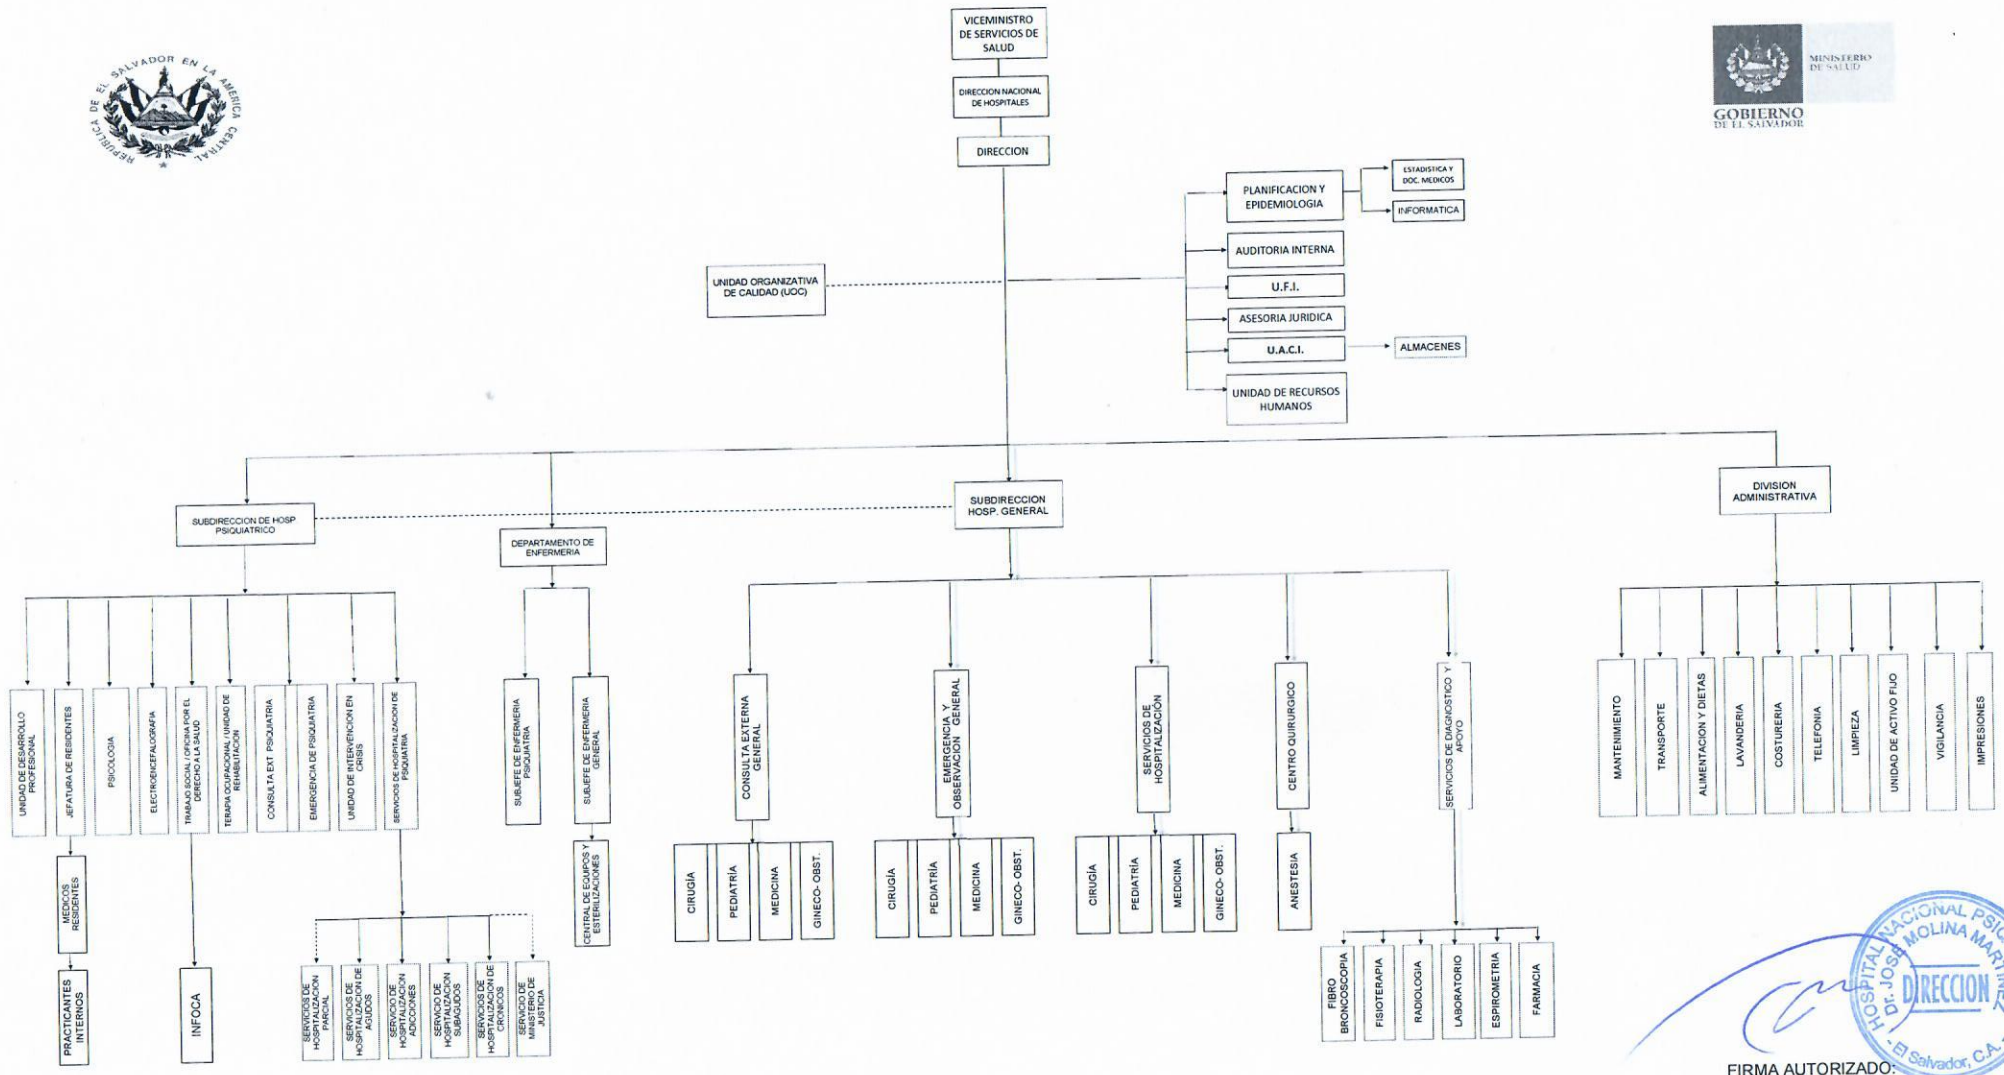 REPUBLICA DE EL SALVADOR EN LA AMERICA CENTRAL
MINISTERIO
DE SALUD
GOBIERNO
DE EL SALVADOR
VICEMINISTRO
DE SERVICIOS DE
SALUD
DIRECCION NACIONAL
DE HOSPITALES
DIRECCION
PLANIFICACION Y
EPIDEMIOLOGIA
ESTADISTICA Y
DOC. MEDICOS
INFORMATICA
AUDITORIA INTERNA
UNIDAD ORGANIZATIVA
DE CALIDAD (UOC)
U.F.I.
ASESORIA JURIDICA
U.A.C.I.
ALMACENES
UNIDAD DE RECURSOS
HUMANOS
SUBDIRECCION DE HOSP
PSIQUIATRICO
DEPARTAMENTO DE
ENFERMERIA
SUBDIRECCION
HOSP. GENERAL
DIVISION
ADMINISTRATIVA
UNIDAD DE DESARROLLO
PROFESIONAL
JEFATURA DE RESIDENTES
PSICOLOGIA
ELECTROENCEFALOGRAFIA
TRABAJO SOCIAL / OFICINA POR EL
DERECHO A LA SALUD
TERAPIA OCUPACIONAL / UNIDAD DE
REHABILITACION
CONSULTA EXT PSIQUIATRIA
EMERGENCIA DE PSIQUIATRIA
UNIDAD DE INTERVENCION EN
CRISIS
SERVICIOS DE HOSPITALIZACION DE
PSIQUIATRIA
SUBJEFE DE ENFERMERIA
PSIQUIATRIA
SUBJEFE DE ENFERMERIA
GENERAL
CONSULTA EXTERNA
GENERAL
EMERGENCIA Y
OBSERVACION GENERAL
SERVICIOS DE
HOSPITALIZACIÓN
CENTRO QUIRURGICO
SERVICIOS DE DIAGNOSTICO Y
APOYO
MANTENIMIENTO
TRANSPORTE
ALIMENTACION Y DIETAS
LAVANDERIA
COSTURERIA
TELEFONIA
LIMPIEZA
UNIDAD DE ACTIVO FIJO
VIGILANCIA
IMPRESIONES
MEDICOS
RESIDENTES
PRACTICANTES
INTERNOS
INFOCA
SERVICIOS DE
HOSPITALIZACION
PARCIAL
SERVICIOS DE
HOSPITALIZACION DE
AGUDOS
SERVICIO DE
HOSPITALIZACION
ADICCIONES
SERVICIO DE
HOSPITALIZACION
SUBAGUDOS
SERVICIOS DE
HOSPITALIZACION DE
CRONICOS
SERVICIO DE
MINISTERIO DE
JUSTICIA
CENTRAL DE EQUIPOS Y
ESTERILIZACIONES
CIRUGÍA
PEDIATRÍA
MEDICINA
GINECO- OBST.
CIRUGÍA
PEDIATRÍA
MEDICINA
GINECO- OBST.
CIRUGÍA
PEDIATRÍA
MEDICINA
GINECO- OBST.
ANESTESIA
FIBRO
BRONCOSCOPIA
FISIOTERAPIA
RADIOLOGIA
LABORATORIO
ESPIROMETRIA
FARMACIA
HOSPITAL NACIONAL
Dr. JOSE MOLINA
DIRECCION
- El Salvador, C.A. -
FIRMA AUTORIZADO: